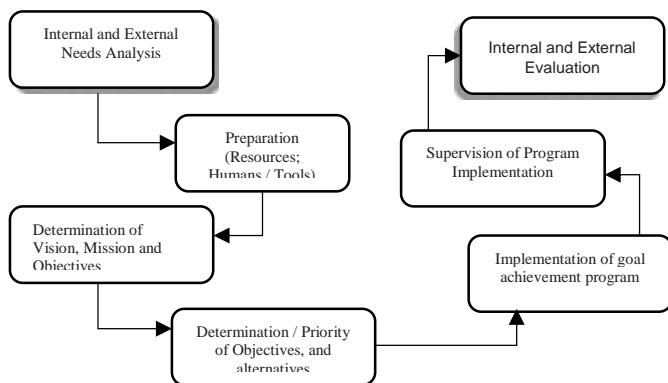 Internal and External
Needs Analysis
Preparation
(Resources;
Humans / Tools)
Determination of
Vision, Mission and
Objectives
Determination / Priority
of Objectives, and
alternatives
Implementation of goal
achievement program
Supervision of Program
Implementation
Internal and External
Evaluation